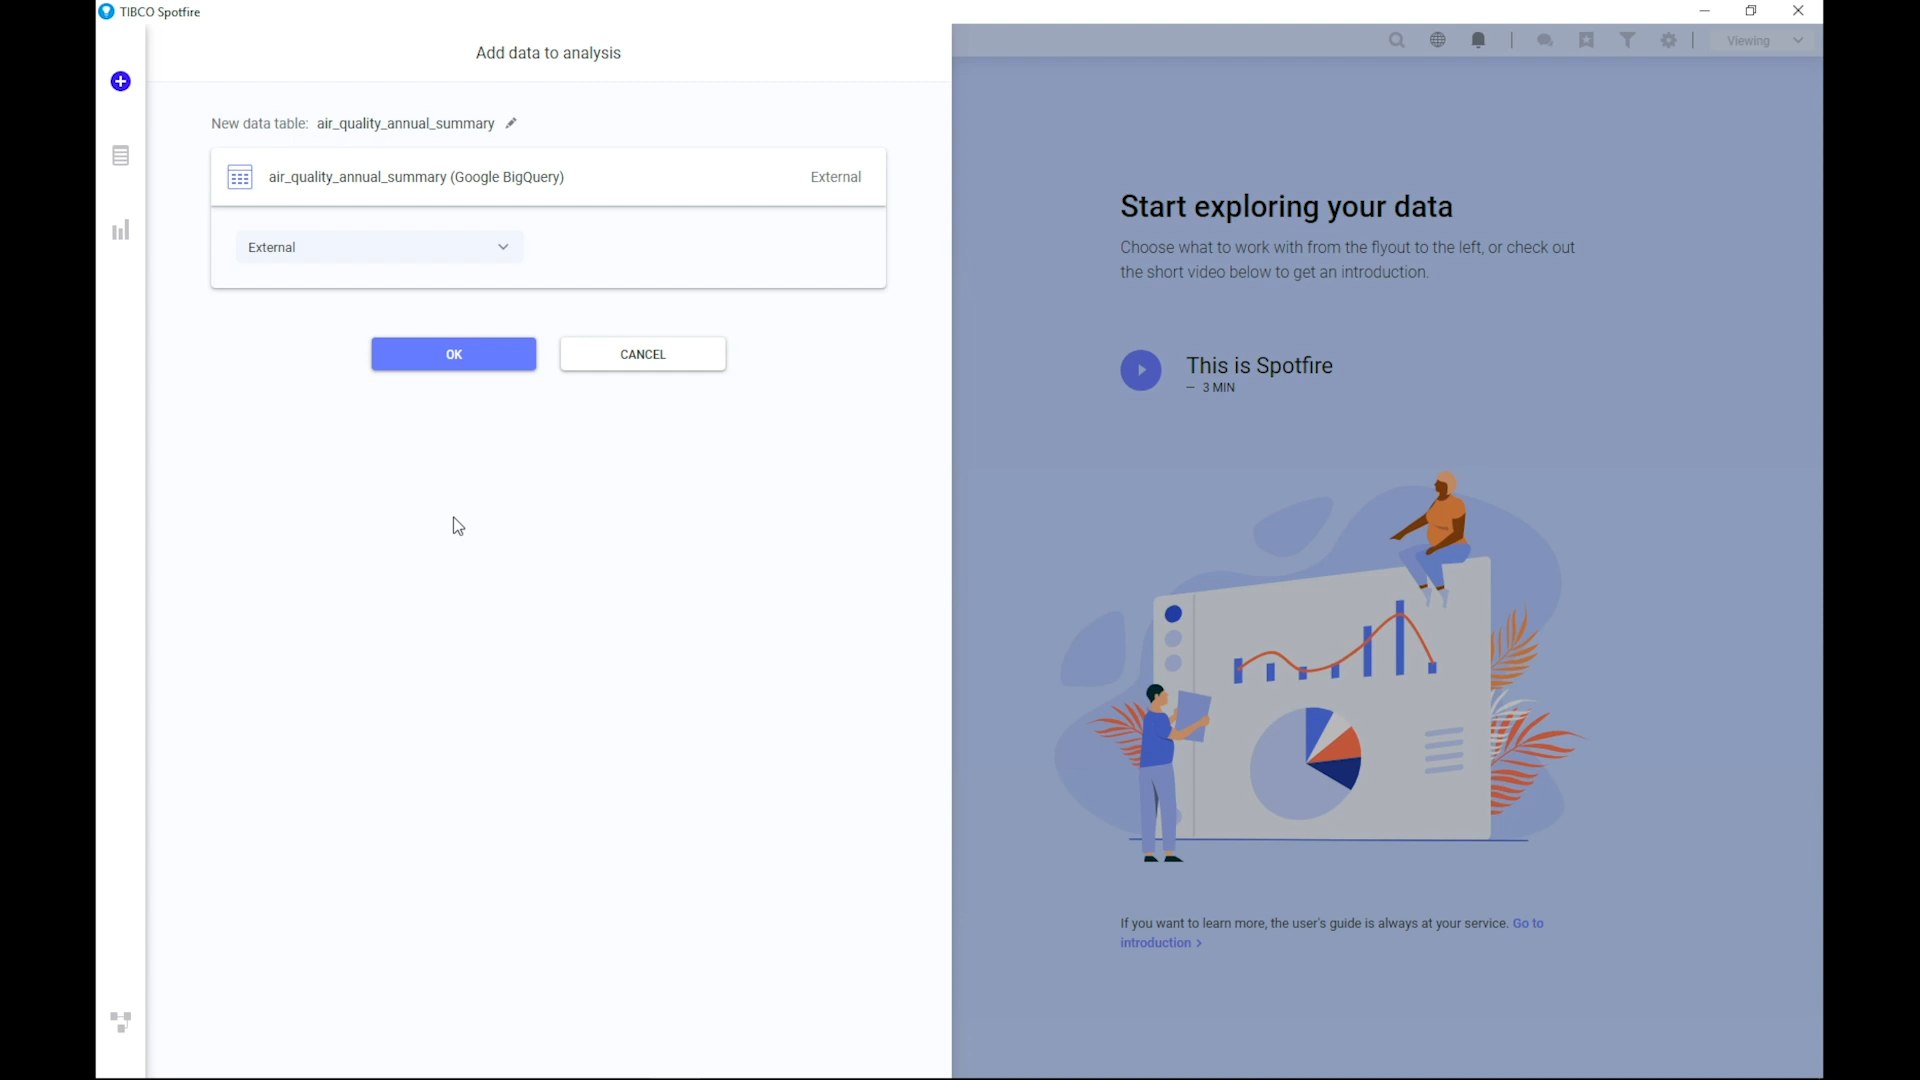 TIBCO Spotfire
Add data to analysis
Viewing
New data table: air_quality_annual_summary
air_quality_annual_summary (Google BigQuery) External
External
OK CANCEL
Start exploring your data
Choose what to work with from the flyout to the left, or check out
the short video below to get an introduction.
This is Spotfire
— 3 MIN
If you want to learn more, the user's guide is always at your service. Go to
introduction >